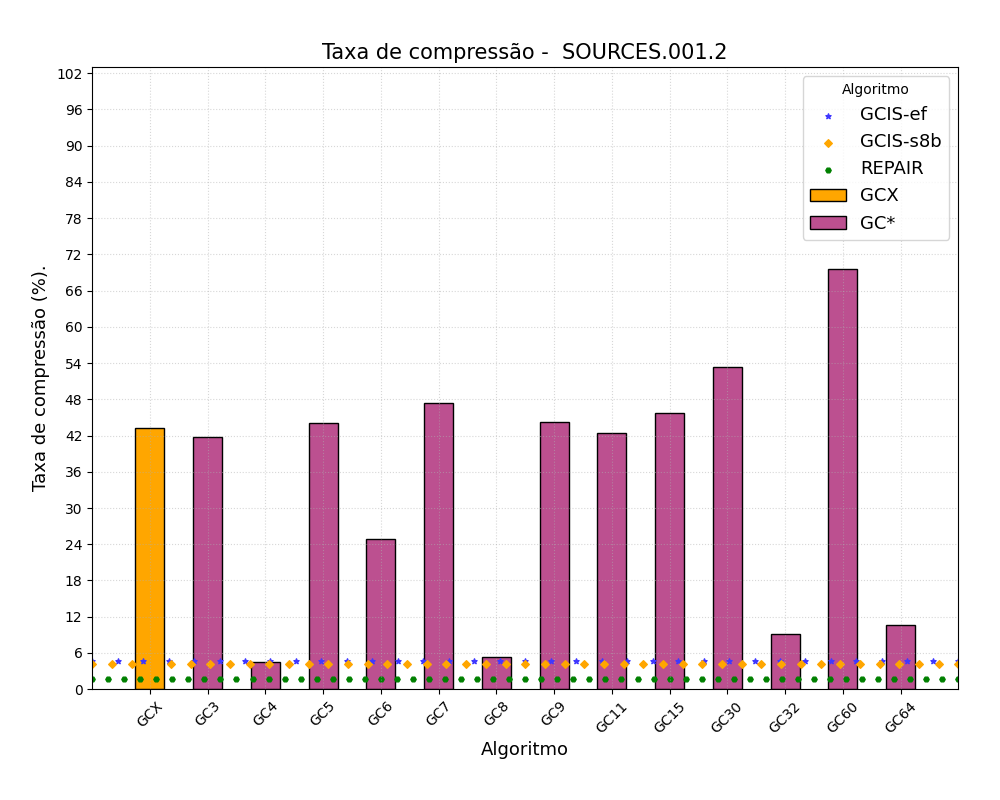 Taxa de compressão -  SOURCES.001.2
Algoritmo
GCIS-ef
GCIS-s8b
REPAIR
GCX
GC*
Taxa de compressão (%).
102
96
90
84
78
72
66
60
54
48
42
36
30
24
18
12
6
0
GCX
GC3
GC4
GC5
GC6
GC7
GC8
GC9
GC11
GC15
GC30
GC32
GC60
GC64
Algoritmo